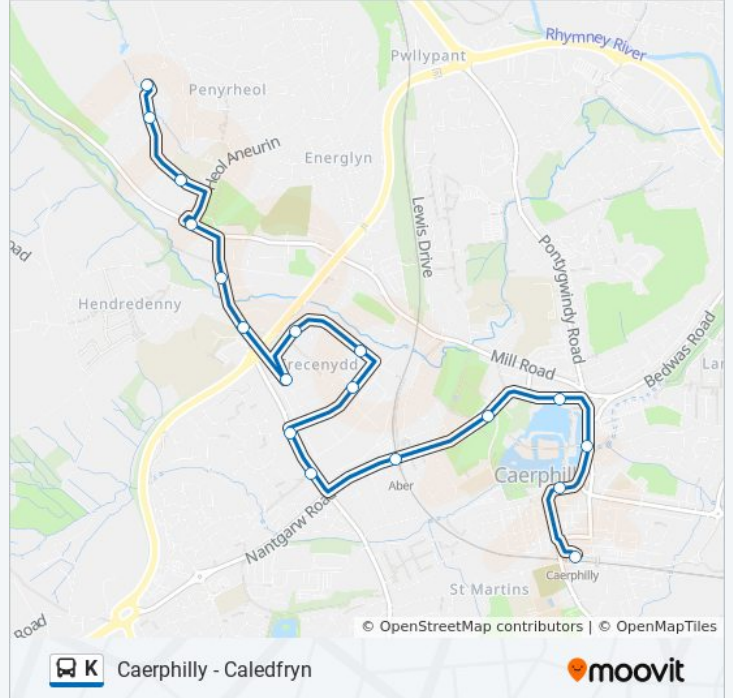 Rhymney River
Pwllypant
Penyrheol
Heol Aneurin
Energlyn
Lewis Drive
Pontygwindy Road
Hendredenny
Mill Road
Bedwas Road
Caerphilly
Aber
Nantgarw Road
Caerphilly
St Martins
Road
© OpenStreetMap contributors | © OpenMapTiles
K Caerphilly - Caledfryn
moovit